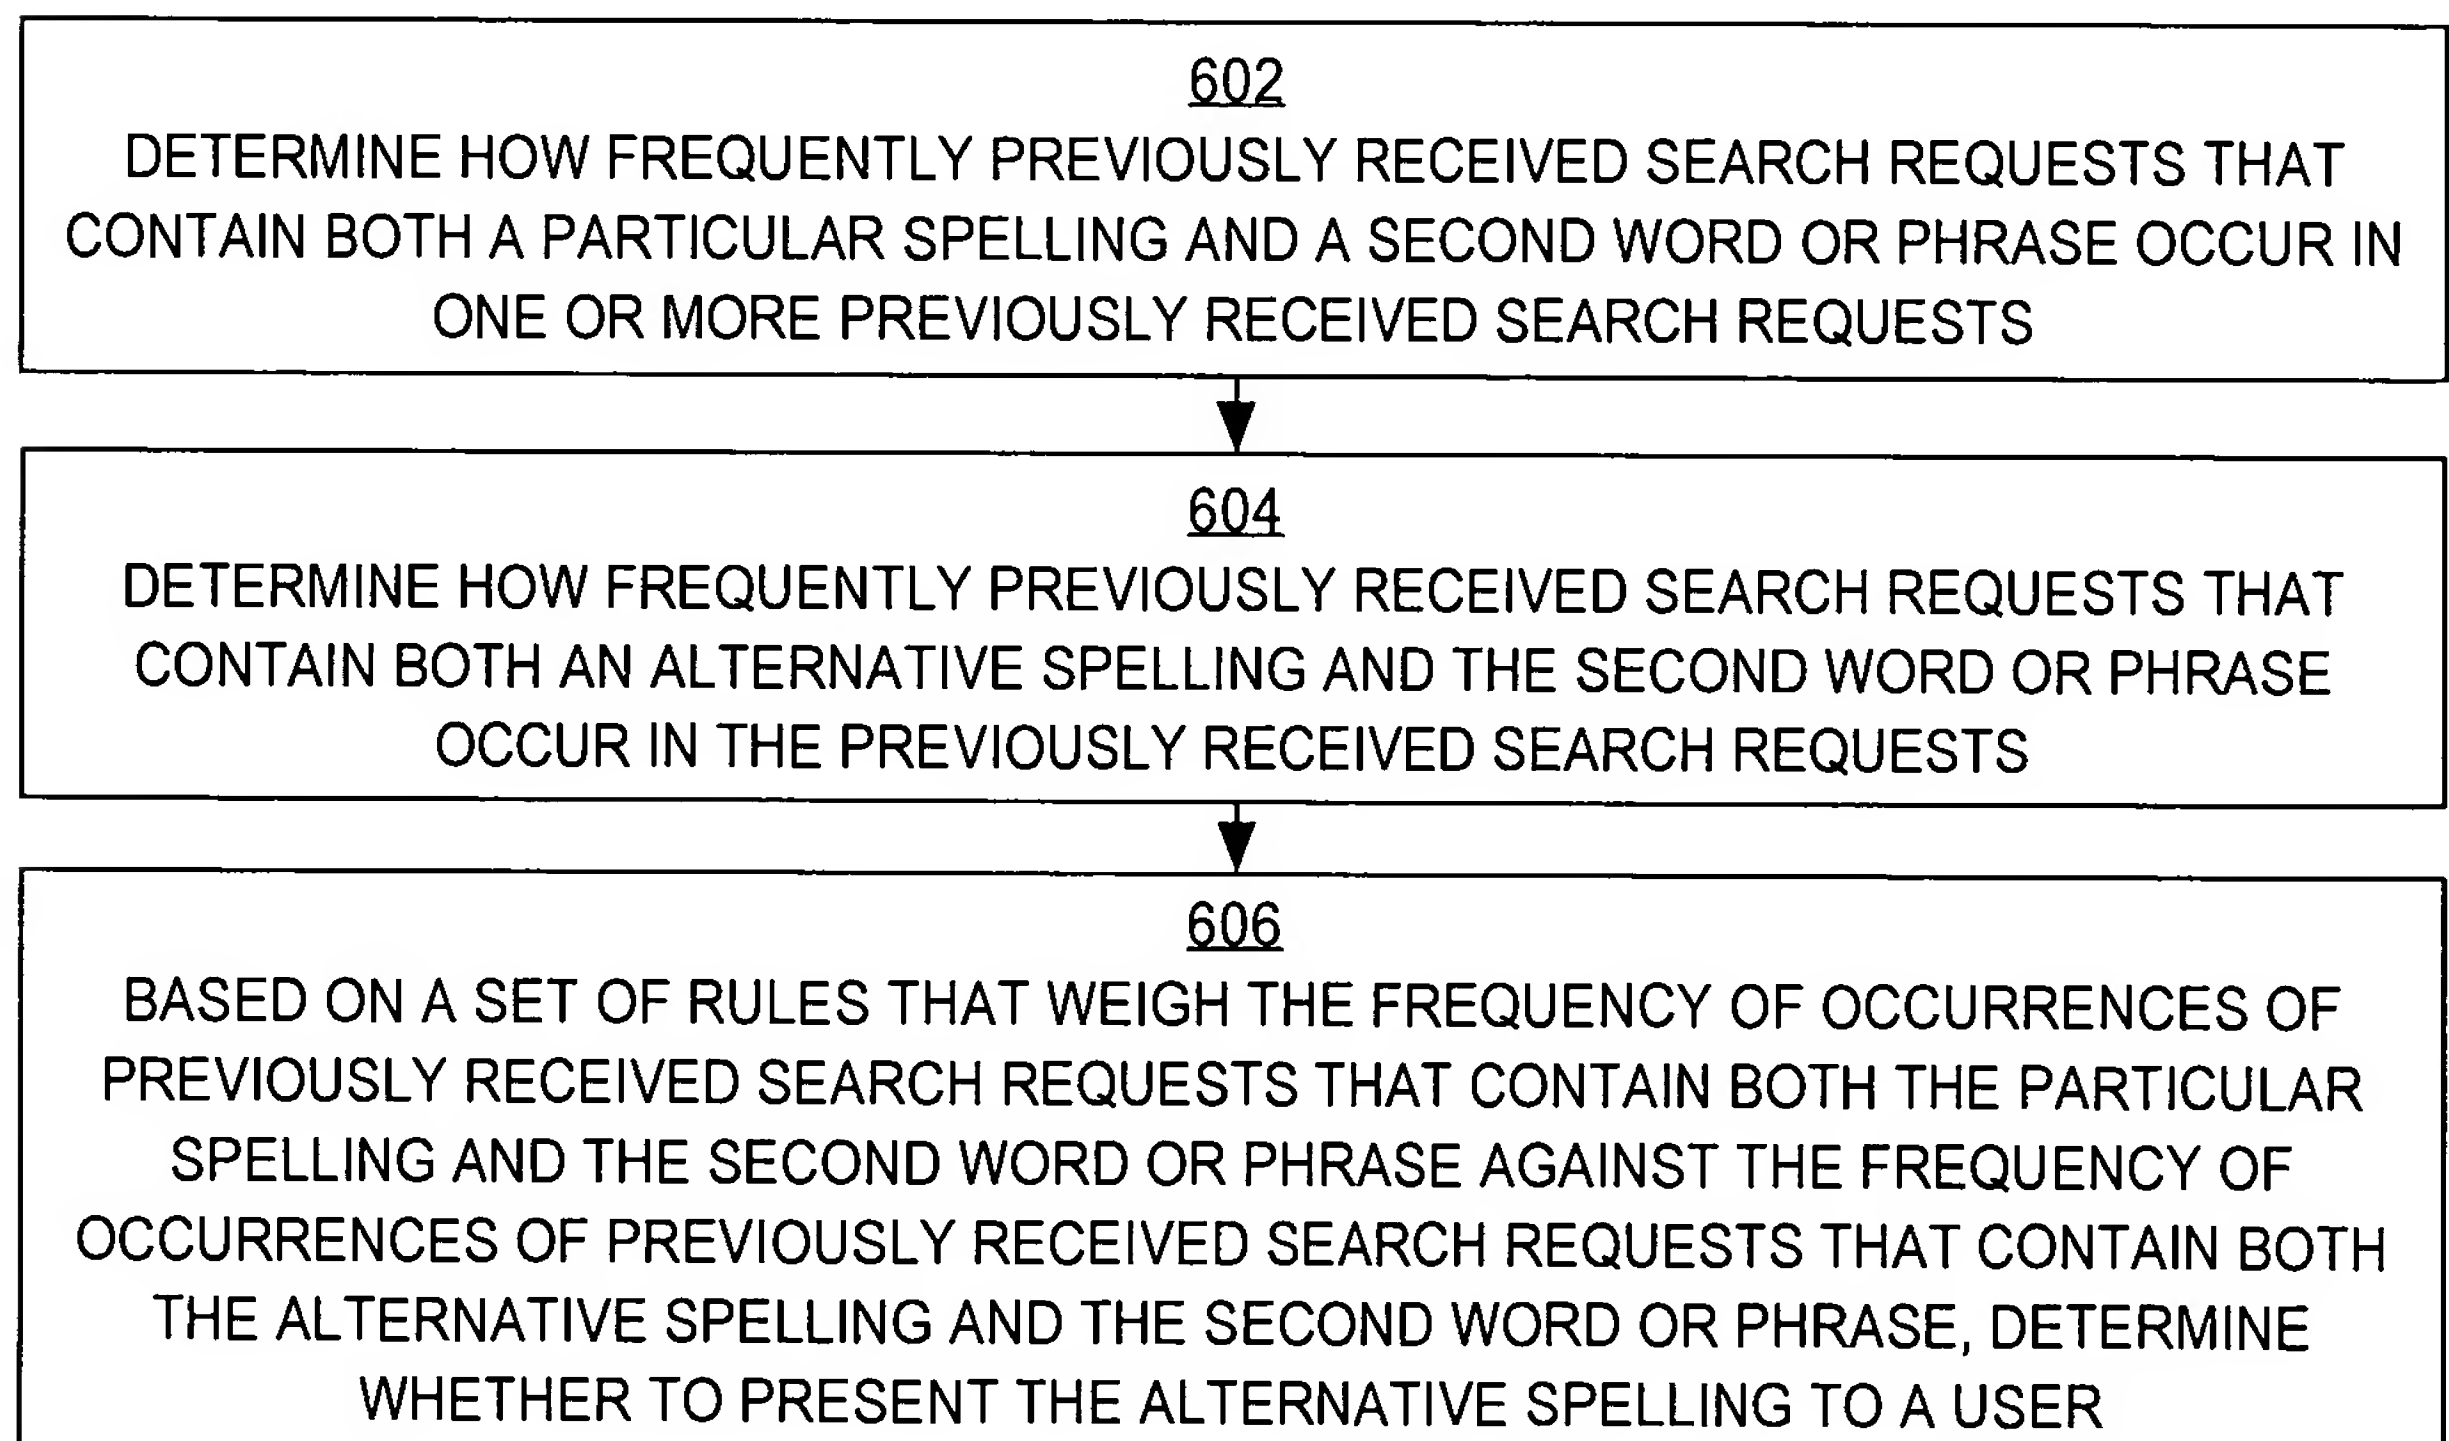 602
DETERMINE HOW FREQUENTLY PREVIOUSLY RECEIVED SEARCH REQUESTS THAT
CONTAIN BOTH A PARTICULAR SPELLING AND A SECOND WORD OR PHRASE OCCUR IN
ONE OR MORE PREVIOUSLY RECEIVED SEARCH REQUESTS
604
DETERMINE HOW FREQUENTLY PREVIOUSLY RECEIVED SEARCH REQUESTS THAT
CONTAIN BOTH AN ALTERNATIVE SPELLING AND THE SECOND WORD OR PHRASE
OCCUR IN THE PREVIOUSLY RECEIVED SEARCH REQUESTS
606
BASED ON A SET OF RULES THAT WEIGH THE FREQUENCY OF OCCURRENCES OF
PREVIOUSLY RECEIVED SEARCH REQUESTS THAT CONTAIN BOTH THE PARTICULAR
SPELLING AND THE SECOND WORD OR PHRASE AGAINST THE FREQUENCY OF
OCCURRENCES OF PREVIOUSLY RECEIVED SEARCH REQUESTS THAT CONTAIN BOTH
THE ALTERNATIVE SPELLING AND THE SECOND WORD OR PHRASE, DETERMINE
WHETHER TO PRESENT THE ALTERNATIVE SPELLING TO A USER